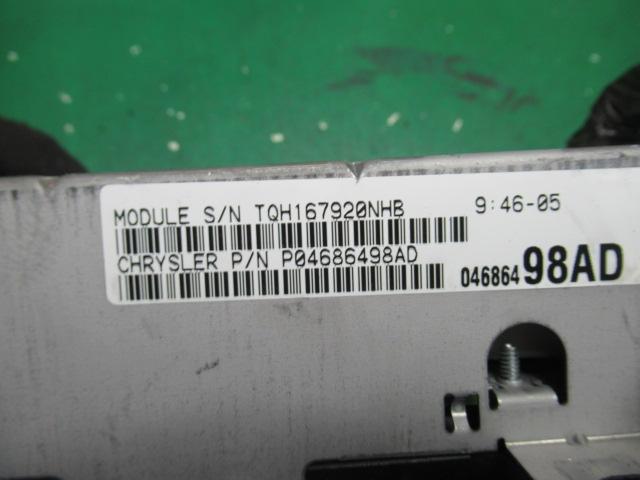 MODULE S/N TQH167920NHB 9:46-05
CHRYSLER P/N P04686498AD
04686498AD